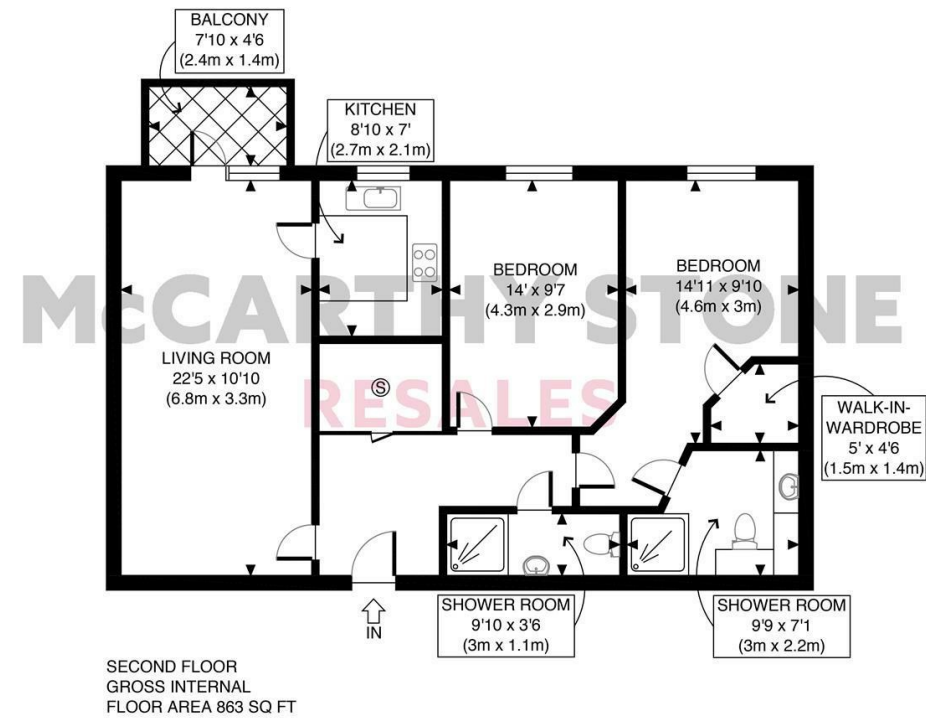 BALCONY
7'10 x 4'6
(2.4m x 1.4m)
KITCHEN
8'10 x 7'
(2.7m x 2.1m)
BEDROOM
14' x 9'7
(4.3m x 2.9m)
BEDROOM
14'11 x 9'10
(4.6m x 3m)
McCARTHY STONE
RESALES
LIVING ROOM
22'5 x 10'10
(6.8m x 3.3m)
S
WALK-IN-
WARDROBE
5' x 4'6
(1.5m x 1.4m)
IN
SHOWER ROOM
9'10 x 3'6
(3m x 1.1m)
SHOWER ROOM
9'9 x 7'1
(3m x 2.2m)
SECOND FLOOR
GROSS INTERNAL
FLOOR AREA 863 SQ FT